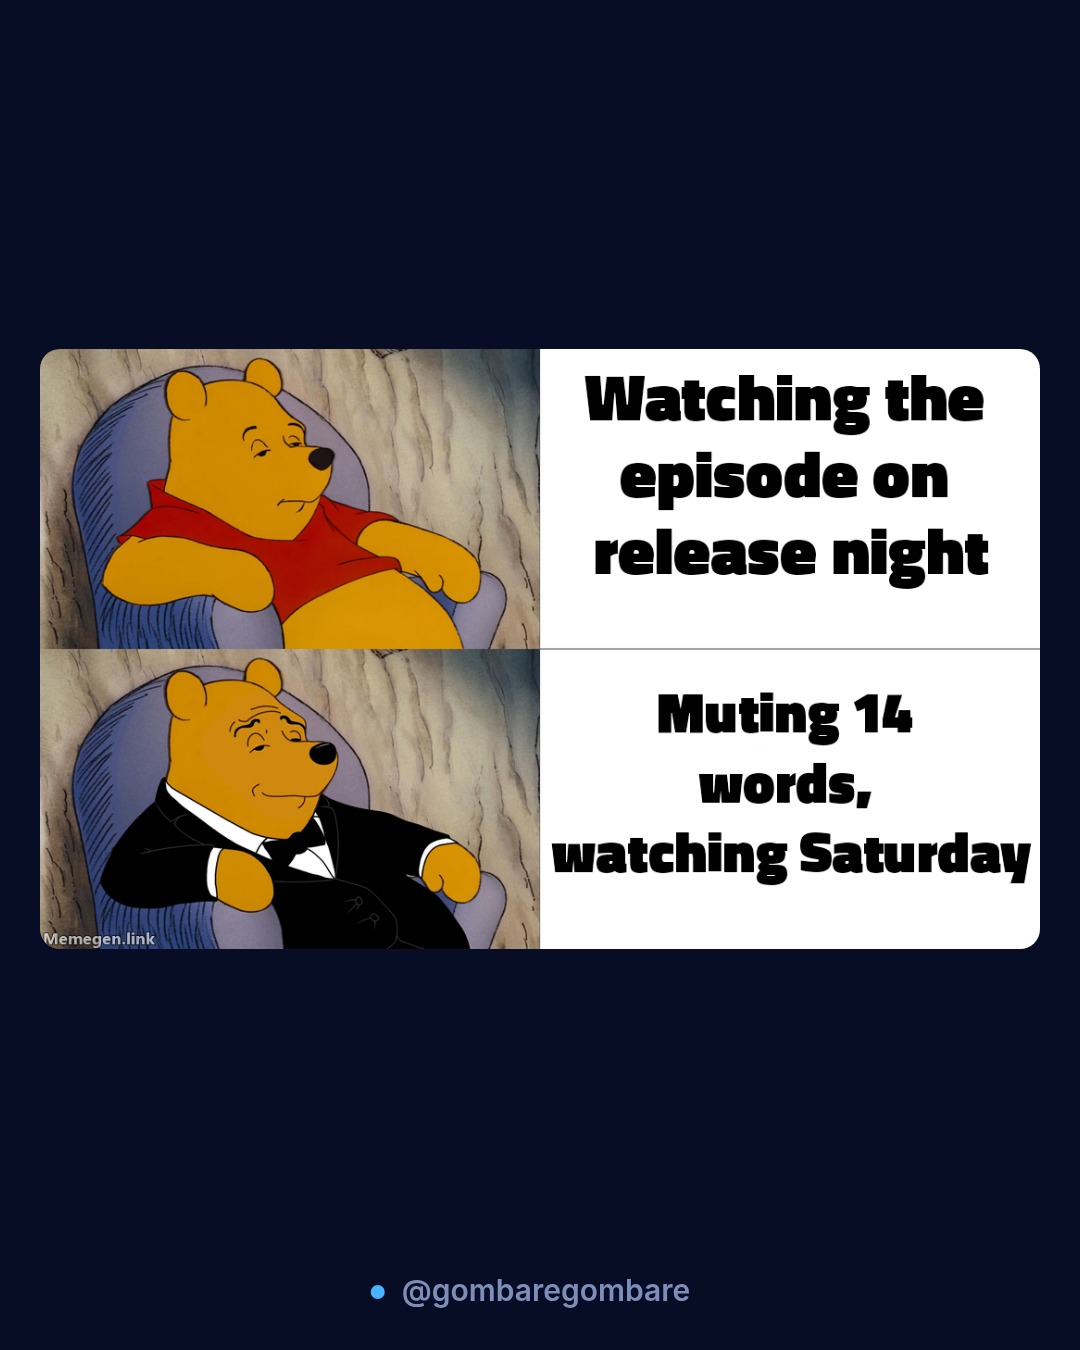 Watching the
episode on
release night
Muting 14
words,
watching Saturday
Memegen.link
@gombaregombare